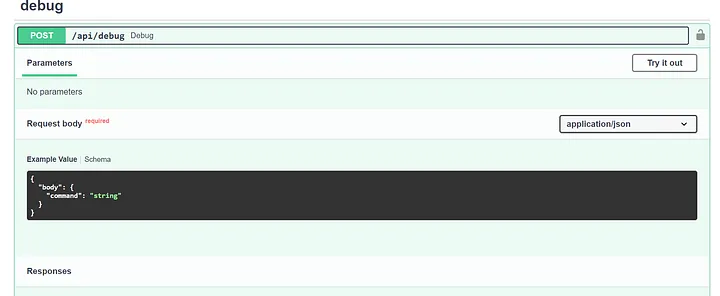 debug
POST /api/debug Debug
Parameters
Try it out
No parameters
Request body required
application/json
Example Value | Schema
{
"body": {
"command": "string"
}
}
Responses